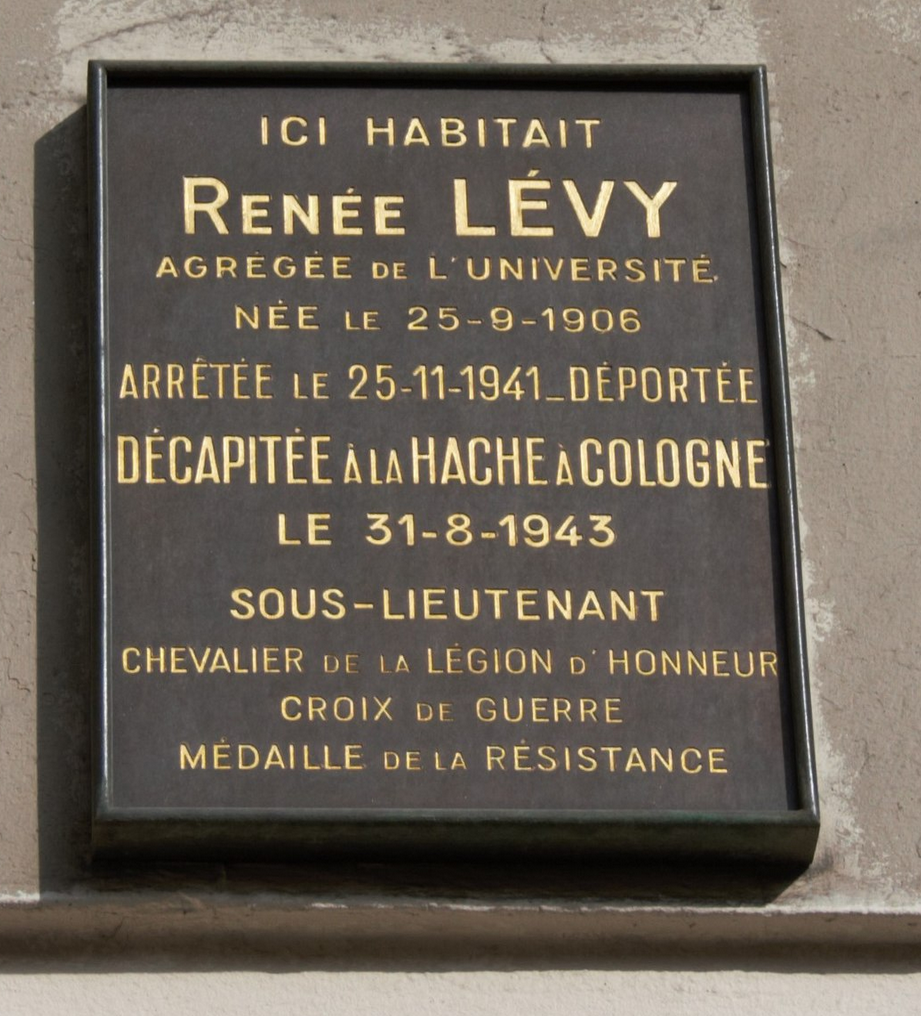 ICI HABITAIT
RENÉE LÉVY
AGRÉGÉE DE L'UNIVERSITÉ
NÉE LE 25-9-1906
ARRÊTÉE LE 25-11-1941_DÉPORTÉE
DÉCAPITÉE À LA HACHE À COLOGNE
LE 31-8-1943
SOUS-LIEUTENANT
CHEVALIER DE LA LÉGION D'HONNEUR
CROIX DE GUERRE
MÉDAILLE DE LA RÉSISTANCE